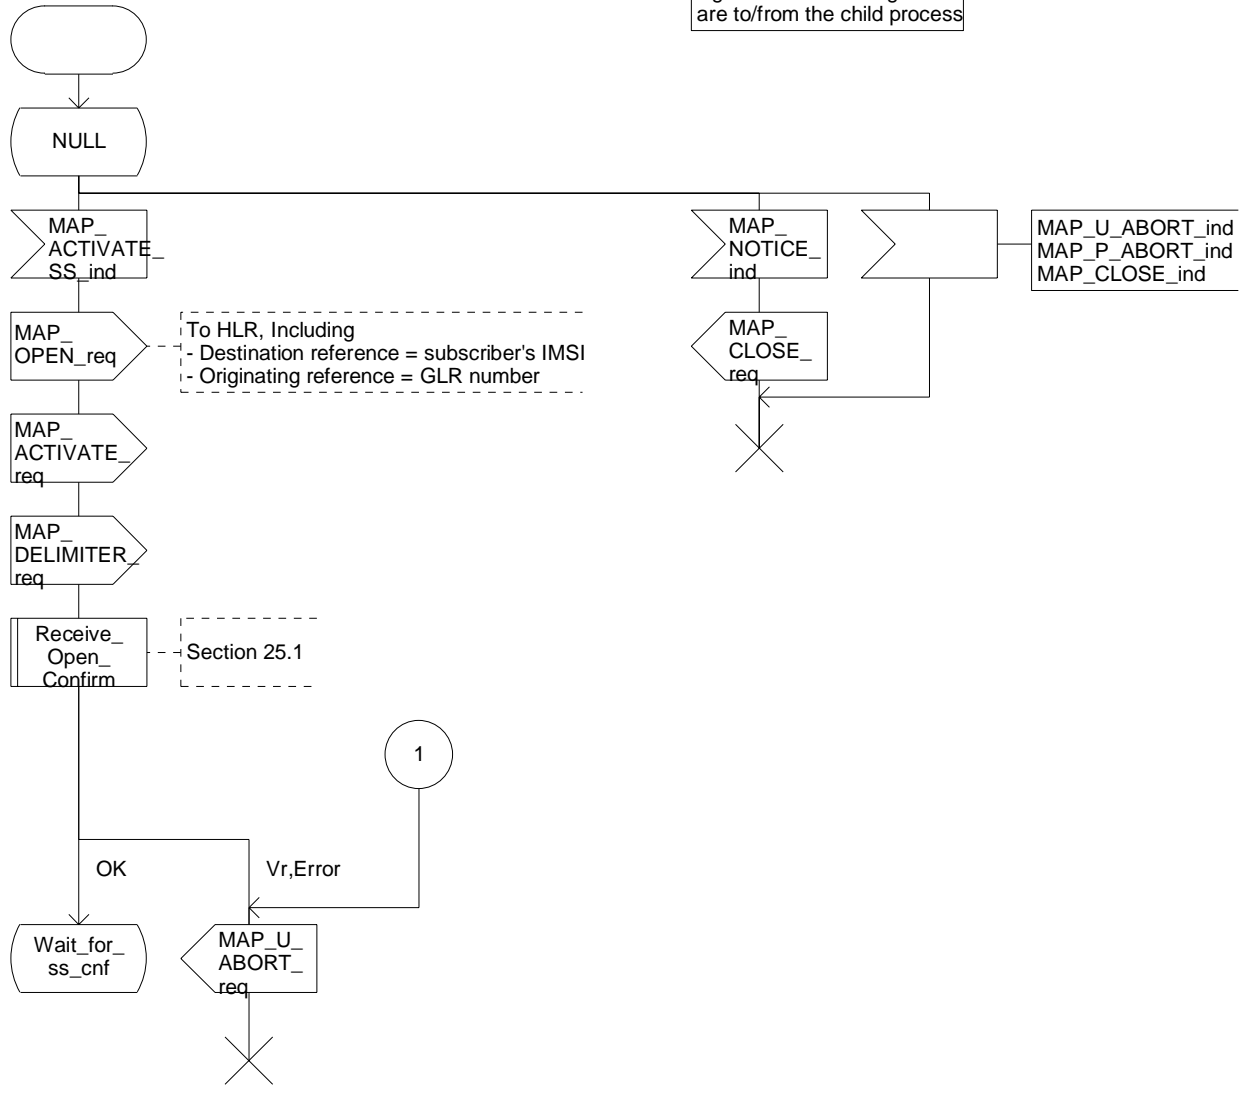 are to/from the child process
NULL
MAP_
ACTIVATE_
SS_ind
MAP_
NOTICE_
ind
MAP_U_ABORT_ind
MAP_P_ABORT_ind
MAP_CLOSE_ind
MAP_
OPEN_req
To HLR, Including
- Destination reference = subscriber's IMSI
- Originating reference = GLR number
MAP_
CLOSE_
req
MAP_
ACTIVATE_
req
MAP_
DELIMITER_
req
Receive_
Open_
Confirm
Section 25.1
1
OK
Vr,Error
Wait_for_
ss_cnf
MAP_U_
ABORT_
req